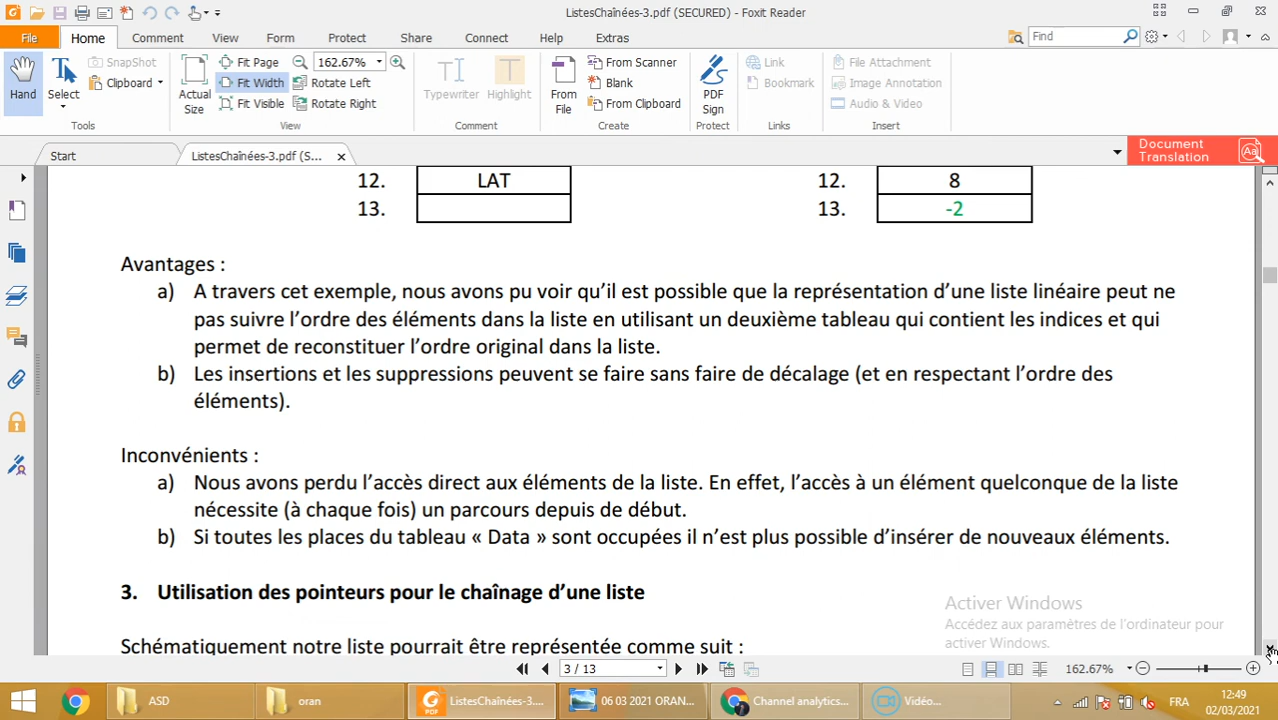 ListesChaînées-3.pdf (SECURED) - Foxit Reader
File Home Comment View Form Protect Share Connect Help Extras Find
Hand Select SnapShot Clipboard
Actual Size Fit Page Fit Width Fit Visible 162.67% Rotate Left Rotate Right
Typewriter Highlight From File From Scanner Blank From Clipboard
PDF Sign Link Bookmark File Attachment Image Annotation Audio & Video
Tools View Comment Create Protect Links Insert
Start ListesChaînées-3.pdf (S... Document Translation
12. LAT 12. 8
13. 13. -2
Avantages :
a) A travers cet exemple, nous avons pu voir qu’il est possible que la représentation d’une liste linéaire peut ne
pas suivre l’ordre des éléments dans la liste en utilisant un deuxième tableau qui contient les indices et qui
permet de reconstituer l’ordre original dans la liste.
b) Les insertions et les suppressions peuvent se faire sans faire de décalage (et en respectant l’ordre des
éléments).
Inconvénients :
a) Nous avons perdu l’accès direct aux éléments de la liste. En effet, l’accès à un élément quelconque de la liste
nécessite (à chaque fois) un parcours depuis de début.
b) Si toutes les places du tableau « Data » sont occupées il n’est plus possible d’insérer de nouveaux éléments.
3. Utilisation des pointeurs pour le chaînage d’une liste
Schématiquement notre liste pourrait être représentée comme suit :
Activer Windows
Accédez aux paramètres de l'ordinateur pour
activer Windows.
3 / 13 162.67%
ASD oran ListesChaînées-3.... 06 03 2021 ORAN... Channel analytics... Vidéo... FRA 12:49
02/03/2021